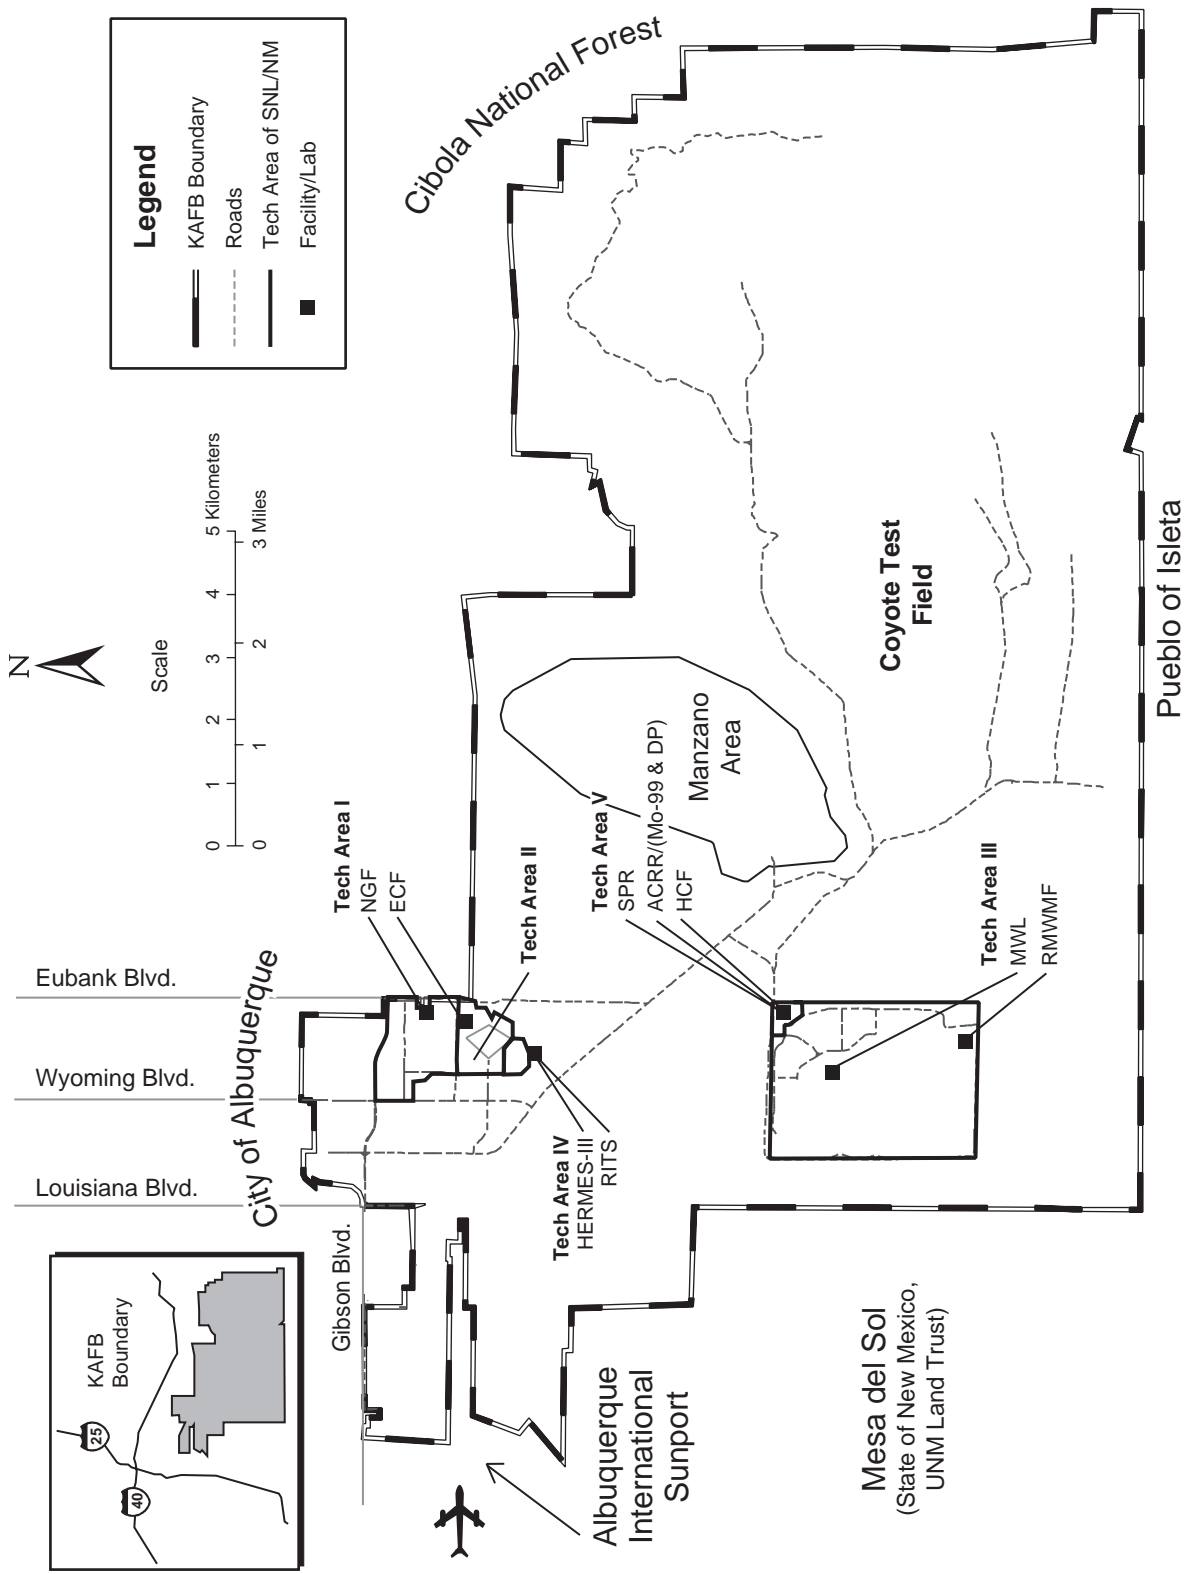 Legend
KAFB Boundary
Roads
Tech Area of SNL/NM
Facility/Lab
Cibola National Forest
N
Scale
0 1 2 3 4 5 Kilometers
0 1 2 3 Miles
Eubank Blvd.
Wyoming Blvd.
Louisiana Blvd.
City of Albuquerque
Gibson Blvd.
Tech Area I
NGF
ECF
Tech Area II
Tech Area IV
HERMES-III
RITS
Tech Area V
SPR
ACRR/(Mo-99 & DP)
HCF
Manzano
Area
Tech Area III
MWL
RMWMF
Coyote Test
Field
Pueblo of Isleta
KAFB
Boundary
25
40
Albuquerque
International
Sunport
Mesa del Sol
(State of New Mexico,
UNM Land Trust)